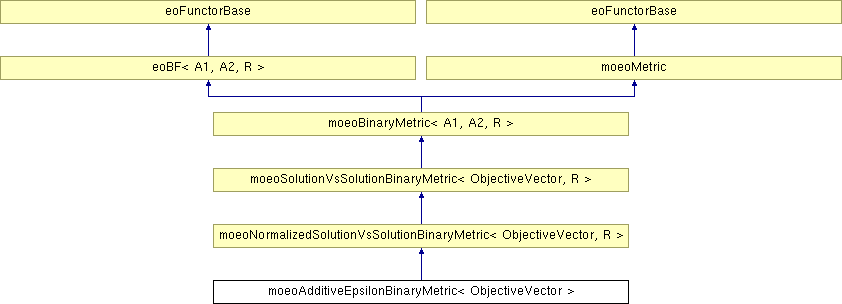 eoFunctorBase
eoFunctorBase
eoBF< A1, A2, R >
moeoMetric
moeoBinaryMetric< A1, A2, R >
moeoSolutionVsSolutionBinaryMetric< ObjectiveVector, R >
moeoNormalizedSolutionVsSolutionBinaryMetric< ObjectiveVector, R >
moeoAdditiveEpsilonBinaryMetric< ObjectiveVector >